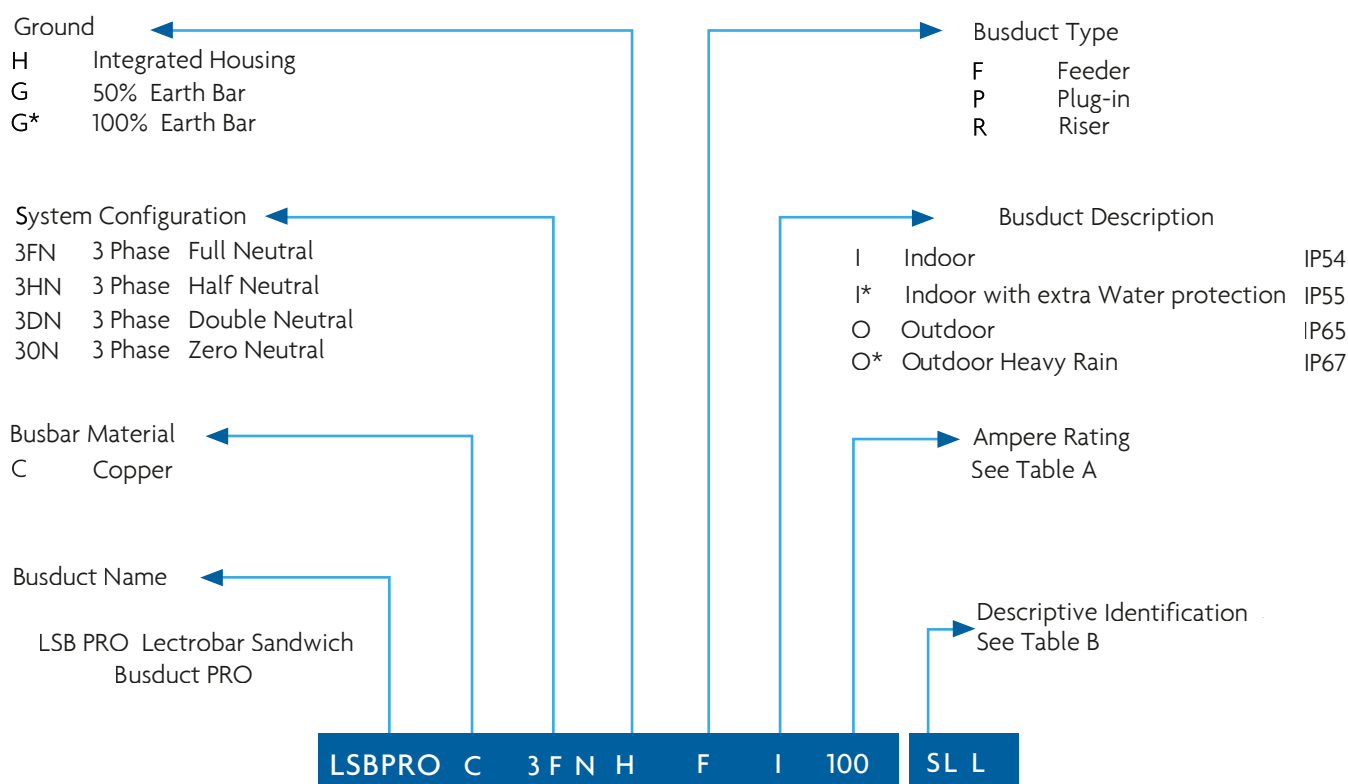 Ground
H Integrated Housing
G 50% Earth Bar
G* 100% Earth Bar
System Configuration
3FN 3 Phase Full Neutral
3HN 3 Phase Half Neutral
3DN 3 Phase Double Neutral
30N 3 Phase Zero Neutral
Busbar Material
C Copper
Busduct Name
LSB PRO Lectrobar Sandwich
Busduct PRO
Busduct Type
F Feeder
P Plug-in
R Riser
Busduct Description
I Indoor IP54
I* Indoor with extra Water protection IP55
O Outdoor IP65
O* Outdoor Heavy Rain IP67
Ampere Rating
See Table A
Descriptive Identification
See Table B
LSBPRO C 3 F N H F I 100 SL L